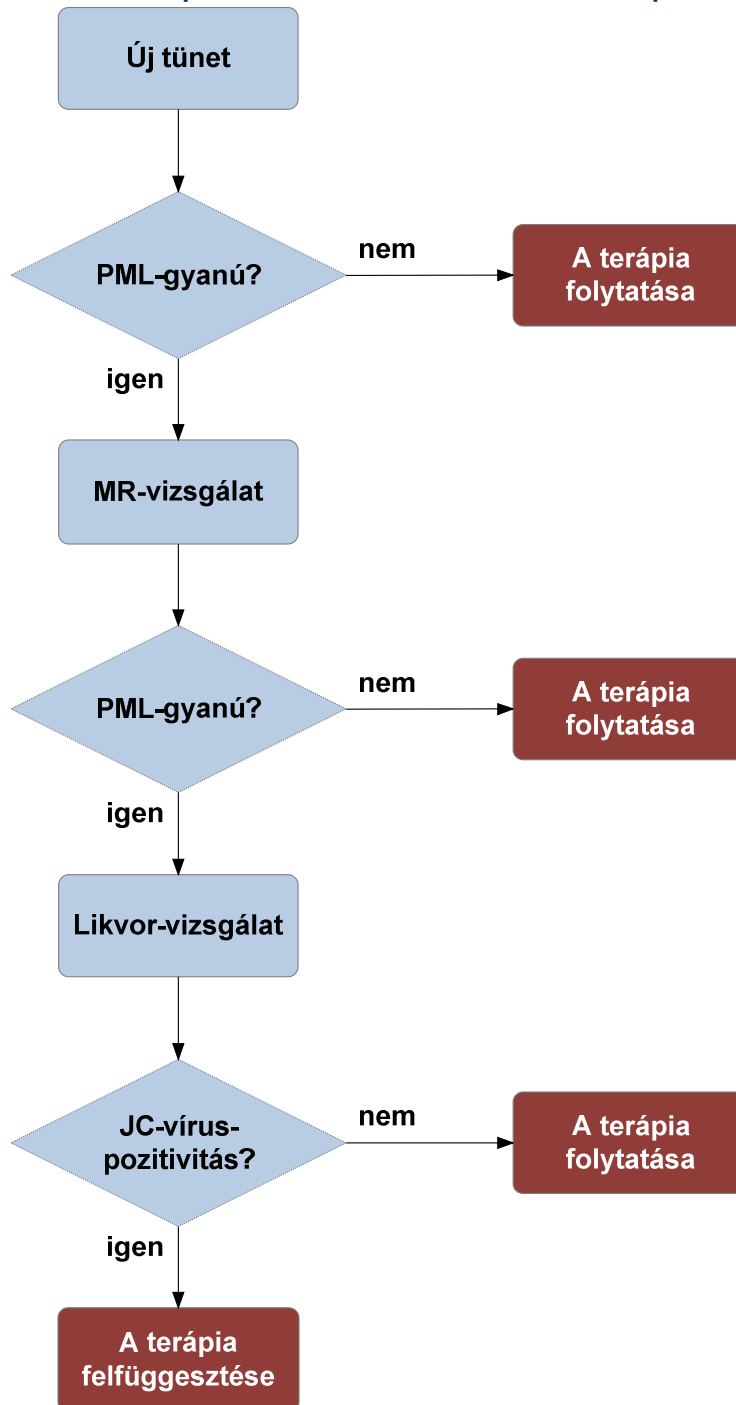 Új tünet
PML-gyanú?
nem
A terápia
folytatása
igen
MR-vizsgálat
PML-gyanú?
nem
A terápia
folytatása
igen
Likvor-vizsgálat
JC-vírus-
pozitivitás?
nem
A terápia
folytatása
igen
A terápia
felfüggesztése